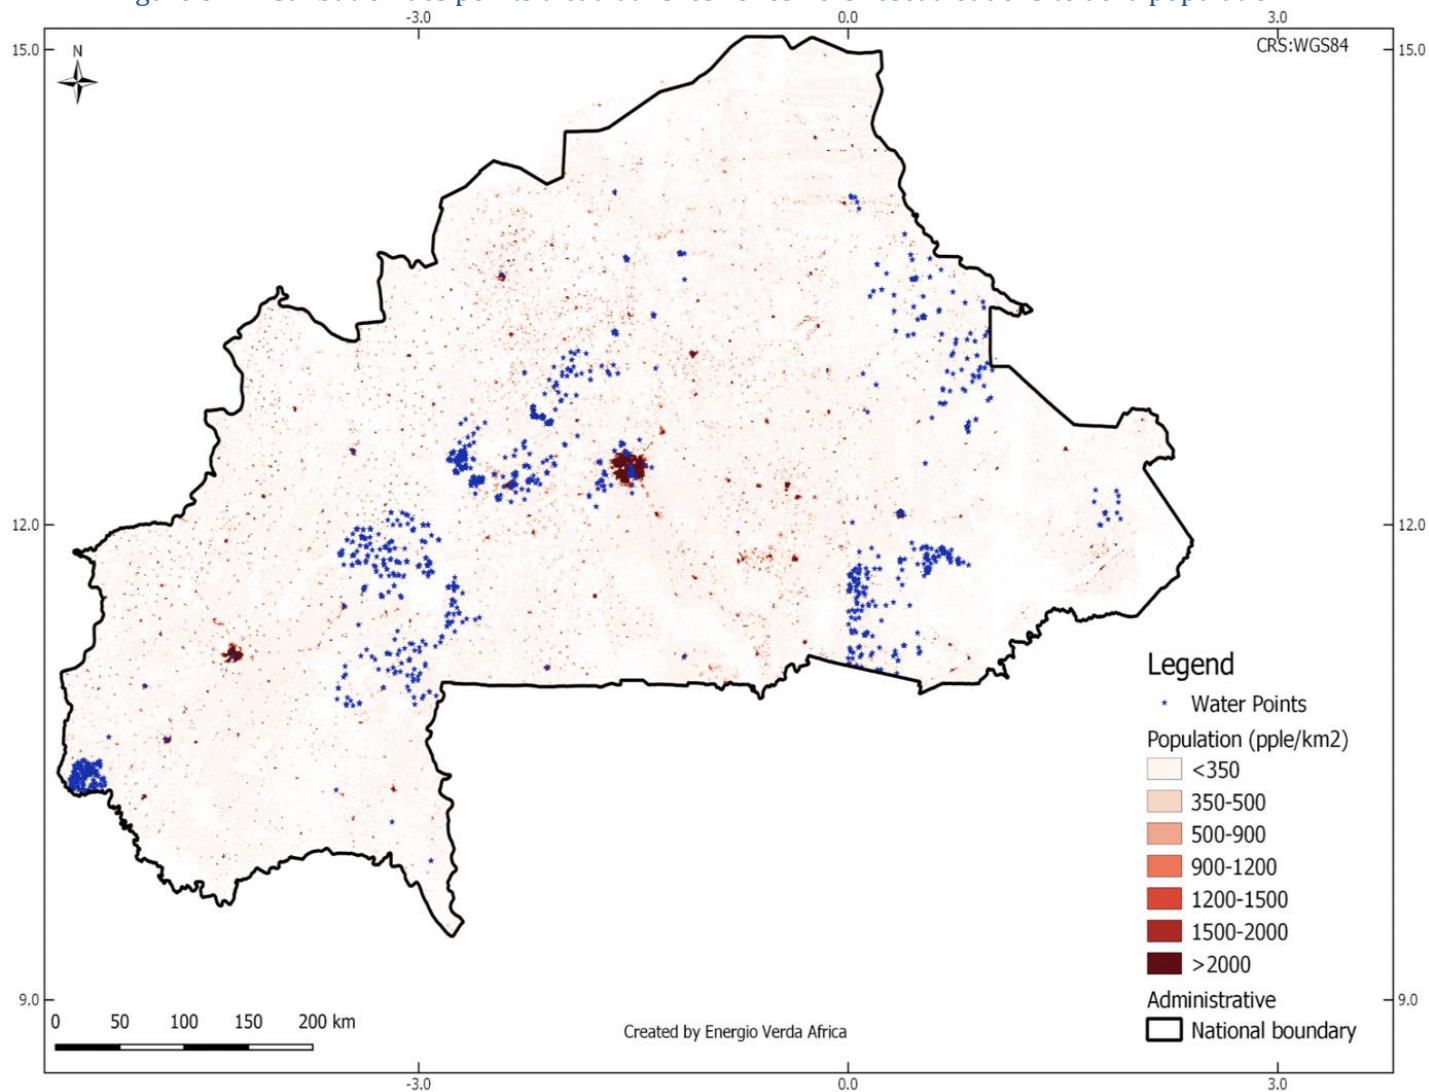 -3.0 0.0 3.0
15.0 CRS:WGS84 15.0
N
12.0 12.0
Legend
Water Points
Population (pple/km2)
<350
350-500
500-900
900-1200
1200-1500
1500-2000
>2000
Administrative
National boundary
9.0 9.0
0 50 100 150 200 km
Created by Energio Verda Africa
-3.0 0.0 3.0